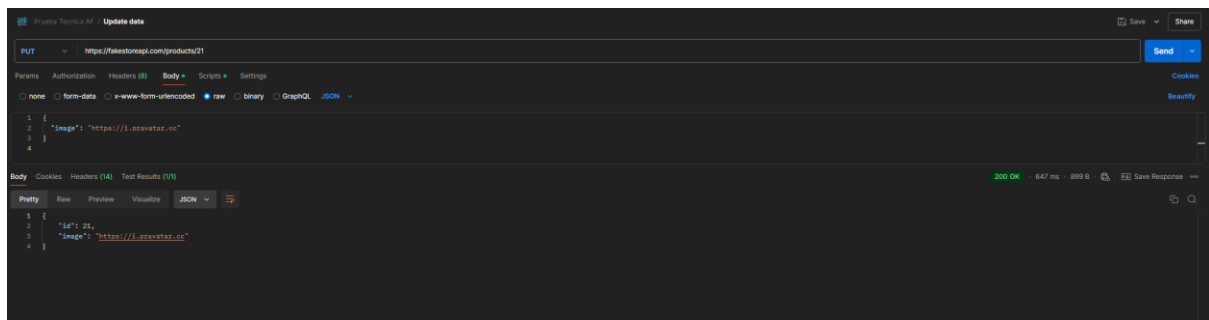 Prueba Tecnica AF / Update data Save Share
PUT https://fakestoreapi.com/products/21 Send
Params Authorization Headers (8) Body Scripts Settings Cookies
none form-data x-www-form-urlencoded raw binary GraphQL JSON Beautify
1 {
2 "image": "https://i.pravatar.cc"
3 }
4
Body Cookies Headers (14) Test Results (1/1) 200 OK · 647 ms · 899 B · Save Response
Pretty Raw Preview Visualize JSON
1 {
2 "id": 21,
3 "image": "https://i.pravatar.cc"
4 }